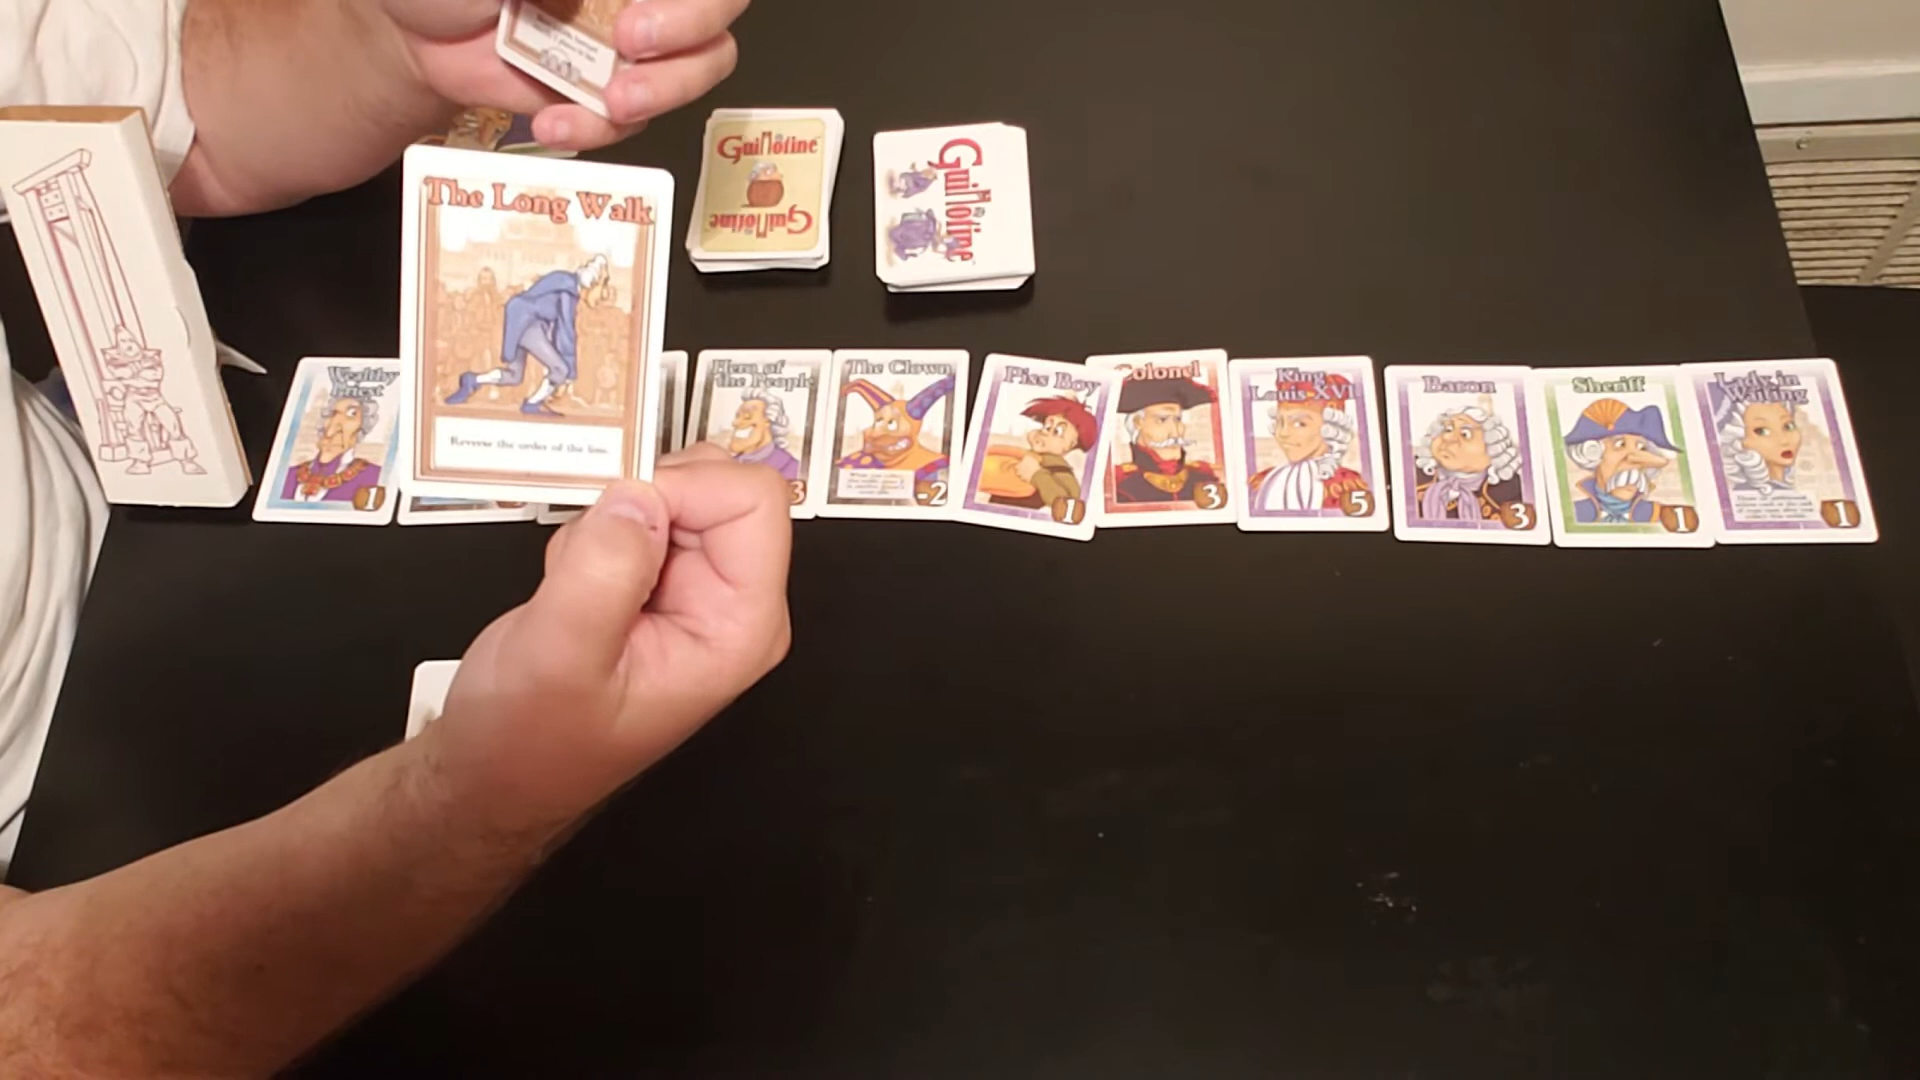 Guillotine
Guillotine
Guillotine
The Long Walk
Reverse the order of the line.
Wealthy
Priest
1
Hero of
the People
3
The Clown
-2
Piss Boy
1
Colonel
3
King
Louis XVI
5
Baron
3
Sheriff
1
Lady in
Waiting
1